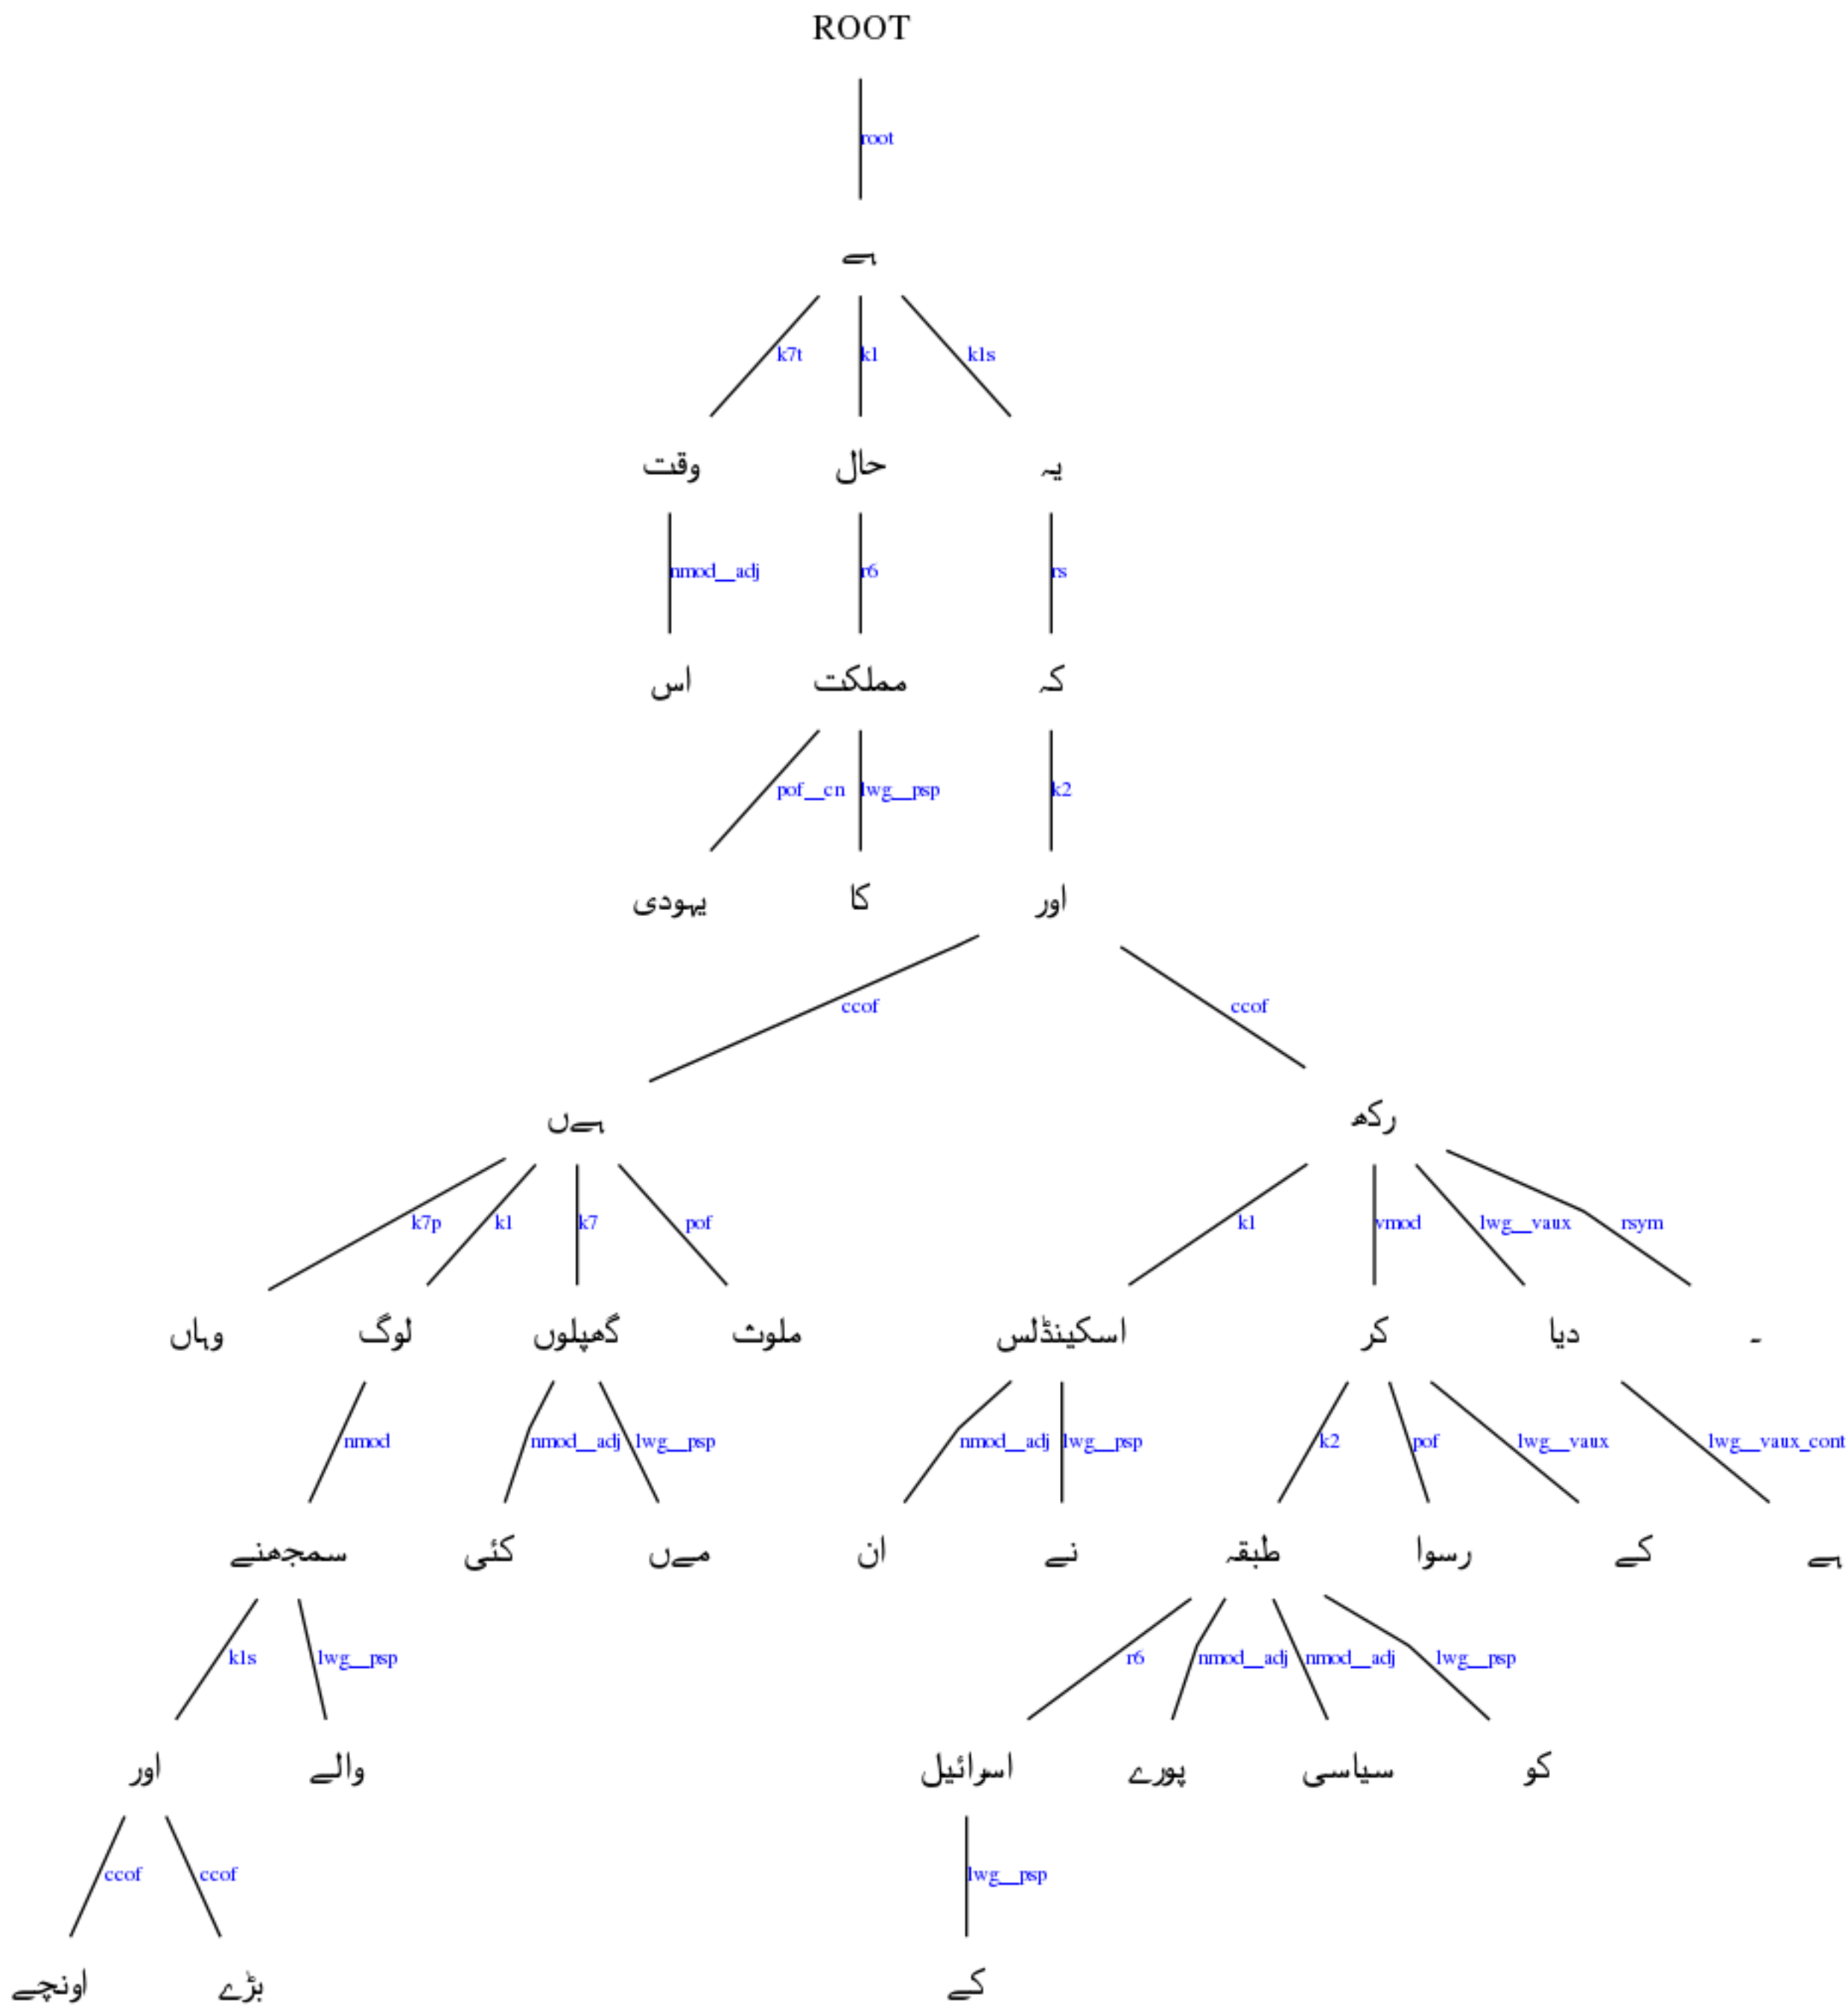 ROOT
root
ہے
k7t k1 k1s
وقت حال یہ
nmod__adj r6 rs
اس مملکت کہ
pof__cn lwg__psp k2
یہودی کا اور
ccof ccof
ہےں رکھ
k7p k1 k7 pof k1 vmod lwg__vaux rsym
وہاں لوگ گھپلوں ملوث اسکینڈلس کر دیا ۔
nmod nmod__adj lwg__psp nmod__adj lwg__psp k2 pof lwg__vaux lwg__vaux_cont
سمجھنے کئی مےں ان نے طبقہ رسوا کے ہے
k1s lwg__psp r6 nmod__adj nmod__adj lwg__psp
اور والے اسرائیل پورے سیاسی کو
ccof ccof lwg__psp
اونچے بڑے کے